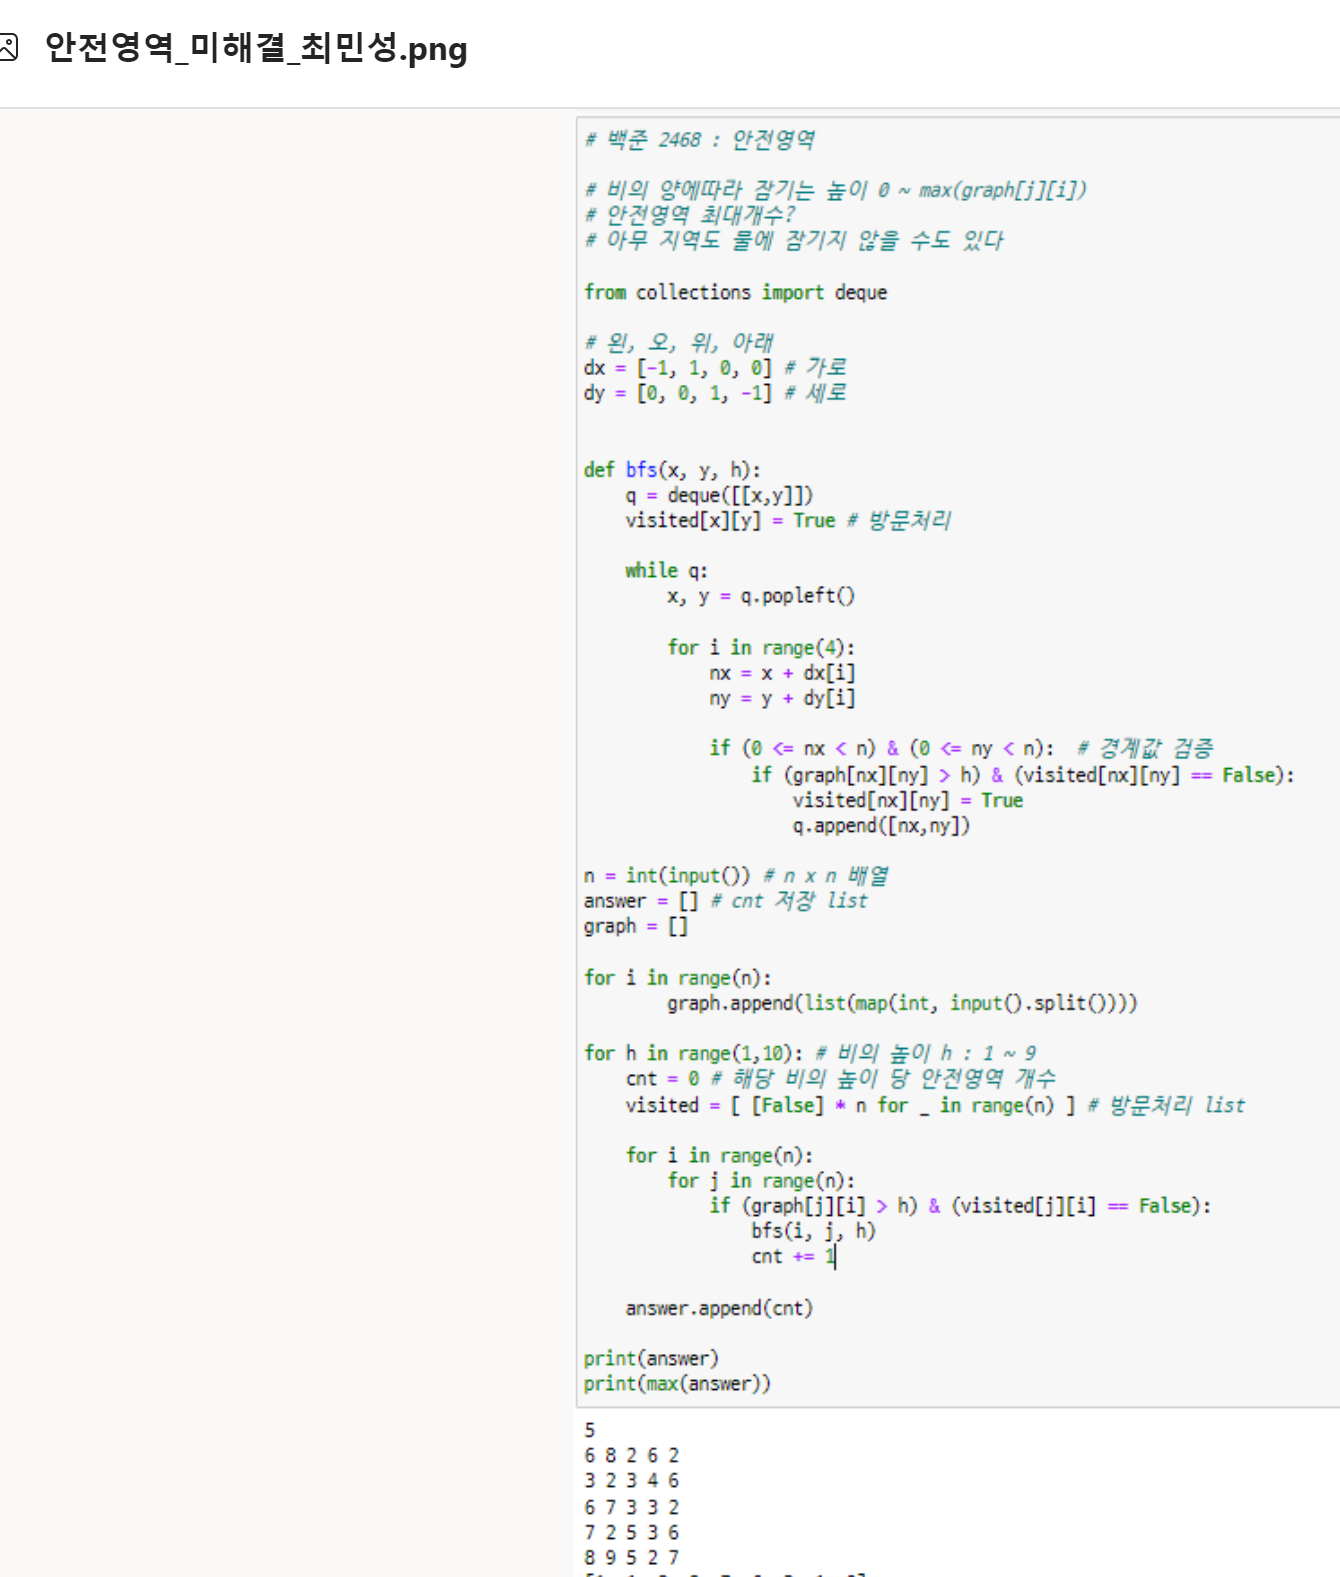 안전영역_미해결_최민성.png
# 백준 2468 : 안전영역
# 비의 양에따라 잠기는 높이 0 ~ max(graph[j][i])
# 안전영역 최대개수?
# 아무 지역도 물에 잠기지 않을 수도 있다
from collections import deque
# 왼, 오, 위, 아래
dx = [-1, 1, 0, 0] # 가로
dy = [0, 0, 1, -1] # 세로
def bfs(x, y, h):
    q = deque([[x,y]])
    visited[x][y] = True # 방문처리
    while q:
        x, y = q.popleft()
        for i in range(4):
            nx = x + dx[i]
            ny = y + dy[i]
            if (0 <= nx < n) & (0 <= ny < n):  # 경계값 검증
                if (graph[nx][ny] > h) & (visited[nx][ny] == False):
                    visited[nx][ny] = True
                    q.append([nx,ny])
n = int(input()) # n x n 배열
answer = [] # cnt 저장 list
graph = []
for i in range(n):
        graph.append(list(map(int, input().split())))
for h in range(1,10): # 비의 높이 h : 1 ~ 9
    cnt = 0 # 해당 비의 높이 당 안전영역 개수
    visited = [ [False] * n for _ in range(n) ] # 방문처리 list
    for i in range(n):
        for j in range(n):
            if (graph[j][i] > h) & (visited[j][i] == False):
                bfs(i, j, h)
                cnt += 1
    answer.append(cnt)
print(answer)
print(max(answer))
5
6 8 2 6 2
3 2 3 4 6
6 7 3 3 2
7 2 5 3 6
8 9 5 2 7